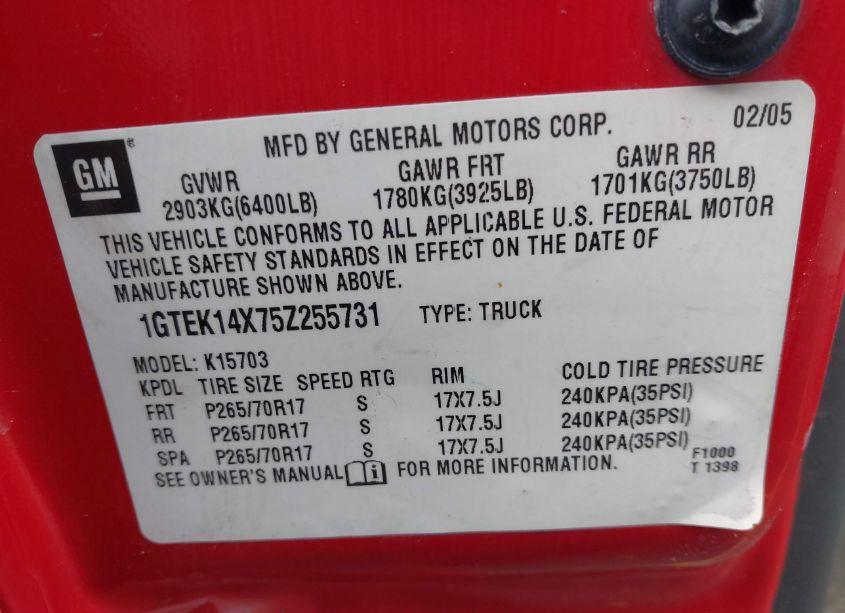 GM
MFD BY GENERAL MOTORS CORP. 02/05
GVWR GAWR FRT GAWR RR
2903KG(6400LB) 1780KG(3925LB) 1701KG(3750LB)
THIS VEHICLE CONFORMS TO ALL APPLICABLE U.S. FEDERAL MOTOR
VEHICLE SAFETY STANDARDS IN EFFECT ON THE DATE OF
MANUFACTURE SHOWN ABOVE.
1GTEK14X75Z255731 TYPE: TRUCK
MODEL: K15703
KPDL TIRE SIZE SPEED RTG RIM COLD TIRE PRESSURE
FRT P265/70R17 S 17X7.5J 240KPA(35PSI)
RR P265/70R17 S 17X7.5J 240KPA(35PSI)
SPA P265/70R17 S 17X7.5J 240KPA(35PSI)
SEE OWNER'S MANUAL FOR MORE INFORMATION.
F1000
T 1398